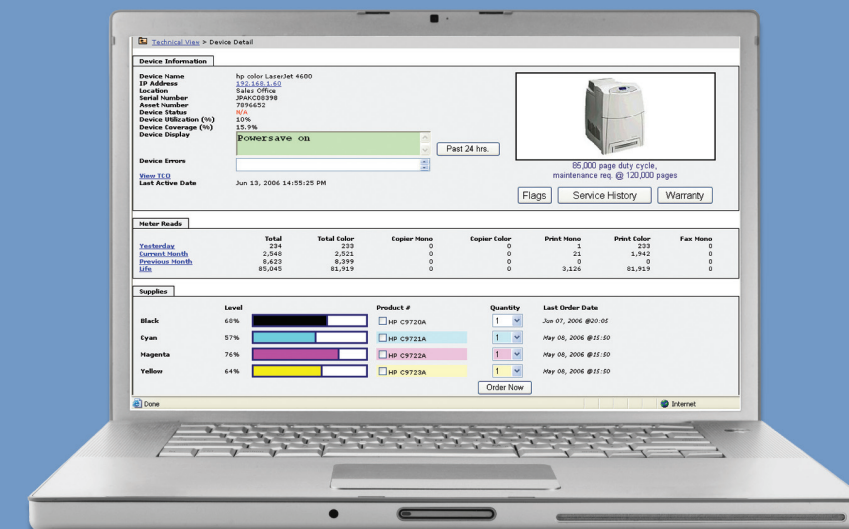 Technical View > Device Detail
Device Information
Device Name hp color LaserJet 4600
IP Address 192.168.1.60
Location Sales Office
Serial Number JPAKC08398
Asset Number 7896652
Device Status N/A
Device Utilization (%) 10%
Device Coverage (%) 15.9%
Device Display Powersave on Past 24 hrs.
Device Errors
View TCO
Last Active Date Jun 13, 2006 14:55:25 PM
85,000 page duty cycle,
maintenance req. @ 120,000 pages
Flags Service History Warranty
Meter Reads
Total Total Color Copier Mono Copier Color Print Mono Print Color Fax Mono
Yesterday 234 233 0 0 1 233 0
Current Month 2,548 2,521 0 0 21 1,942 0
Previous Month 8,623 8,399 0 0 0 0 0
Life 85,045 81,919 0 0 3,126 81,919 0
Supplies
Level Product # Quantity Last Order Date
Black 68% HP C9720A 1 Jun 07, 2006 @20:05
Cyan 57% HP C9721A 1 May 08, 2006 @15:50
Magenta 76% HP C9722A 1 May 08, 2006 @15:50
Yellow 64% HP C9723A 1 May 08, 2006 @15:50
Order Now
Done Internet